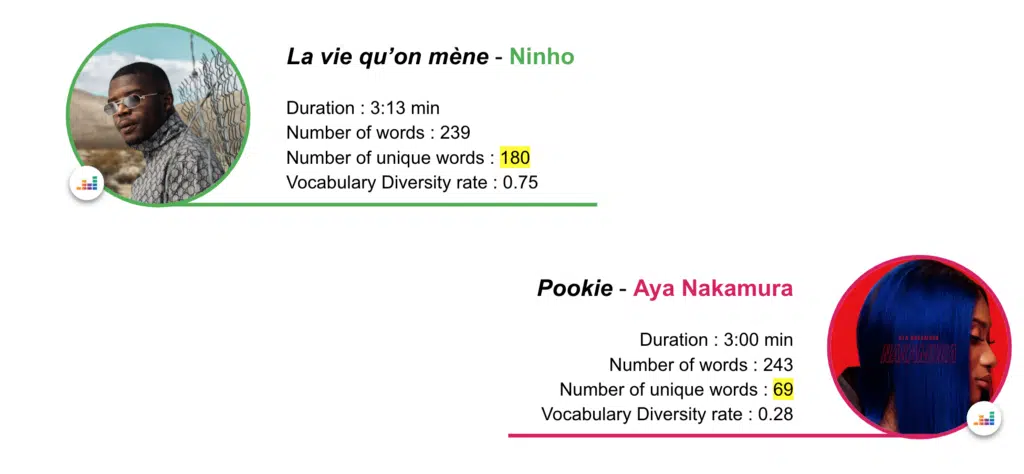 La vie qu’on mène - Ninho
Duration : 3:13 min
Number of words : 239
Number of unique words : 180
Vocabulary Diversity rate : 0.75
Pookie - Aya Nakamura
Duration : 3:00 min
Number of words : 243
Number of unique words : 69
Vocabulary Diversity rate : 0.28
AYA NAKAMURA
NAKAMURA